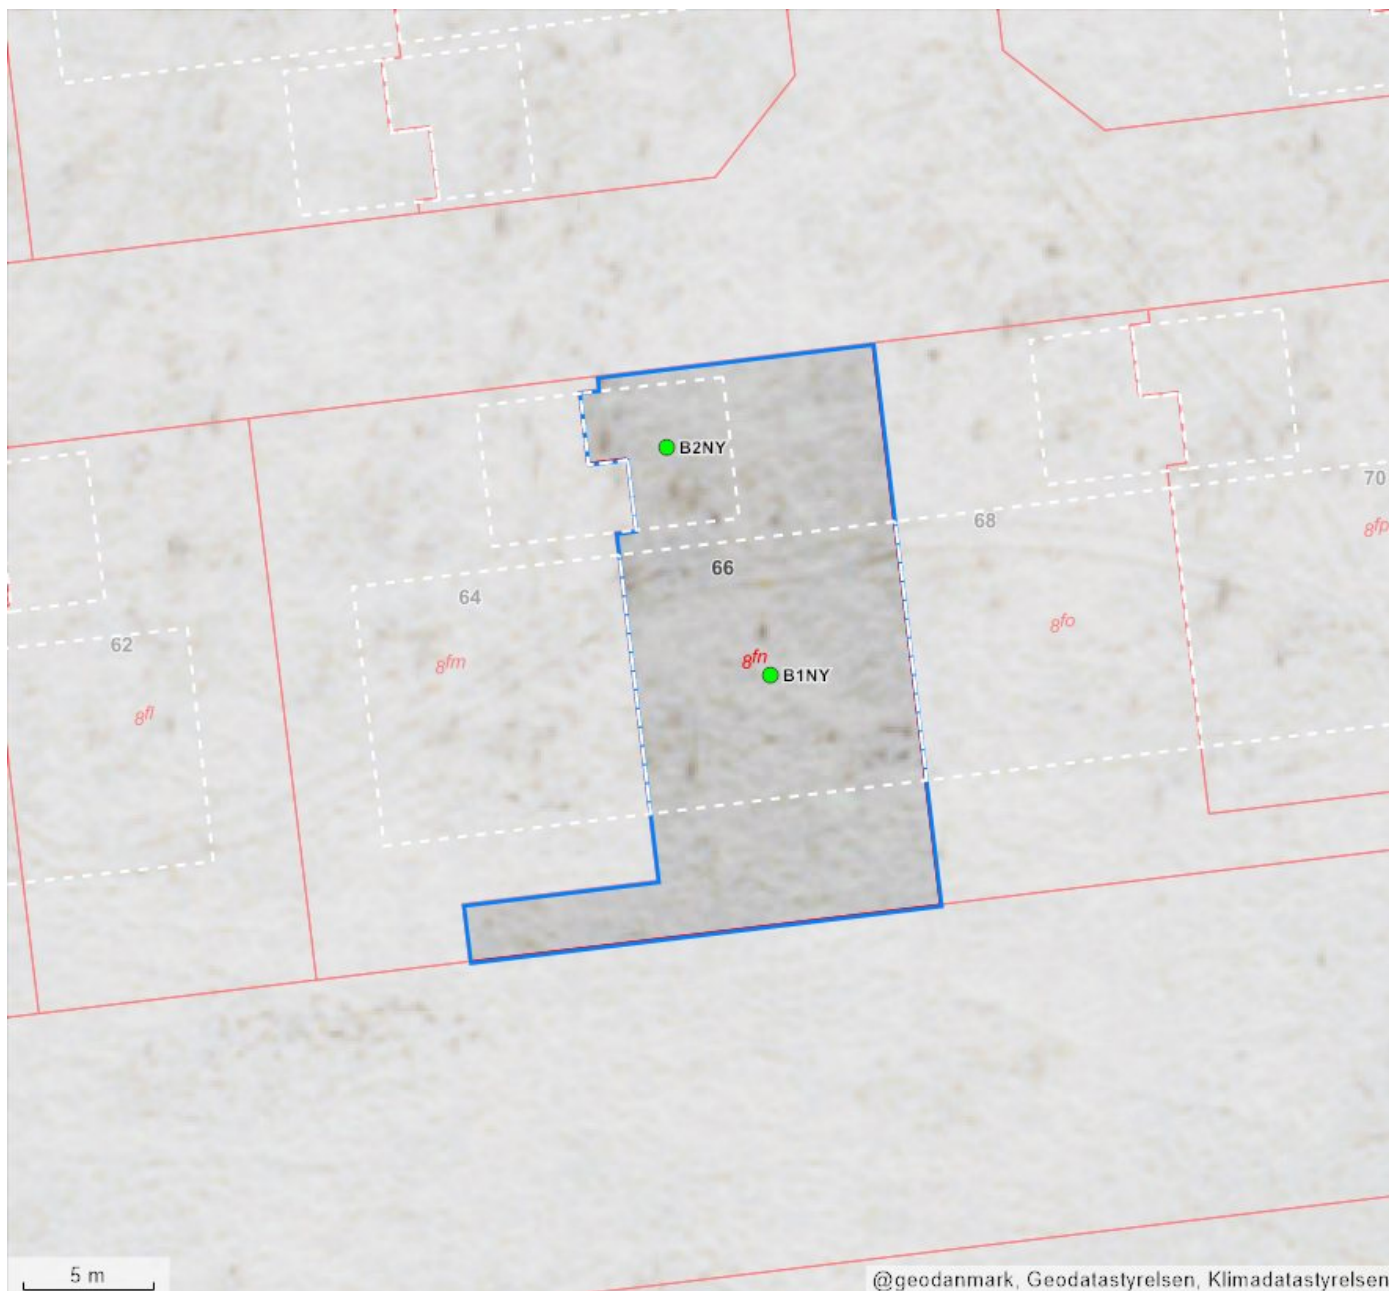 B2NY
70
8fp
68
66
64
8fo
62
8fm
8fn
B1NY
8fl
5 m
@geodanmark, Geodatastyrelsen, Klimadatastyrelsen